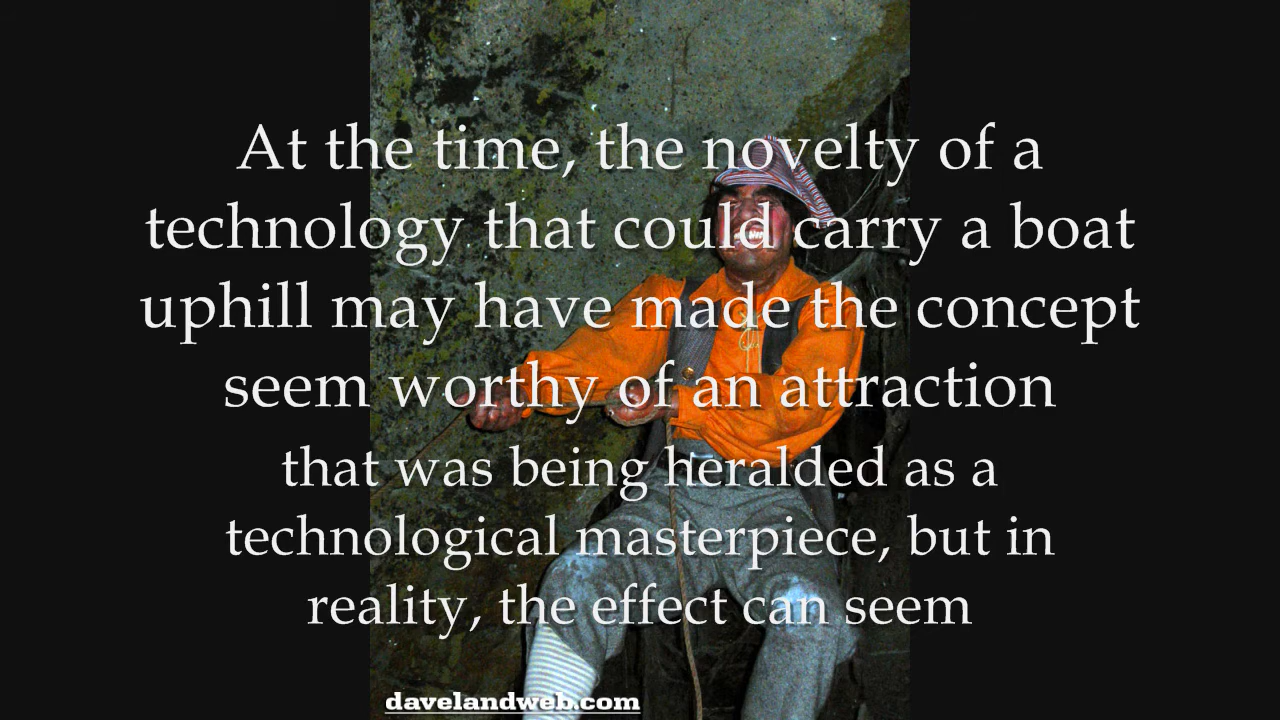 At the time, the novelty of a
technology that could carry a boat
uphill may have made the concept
seem worthy of an attraction
that was being heralded as a
technological masterpiece, but in
reality, the effect can seem
davelandweb.com